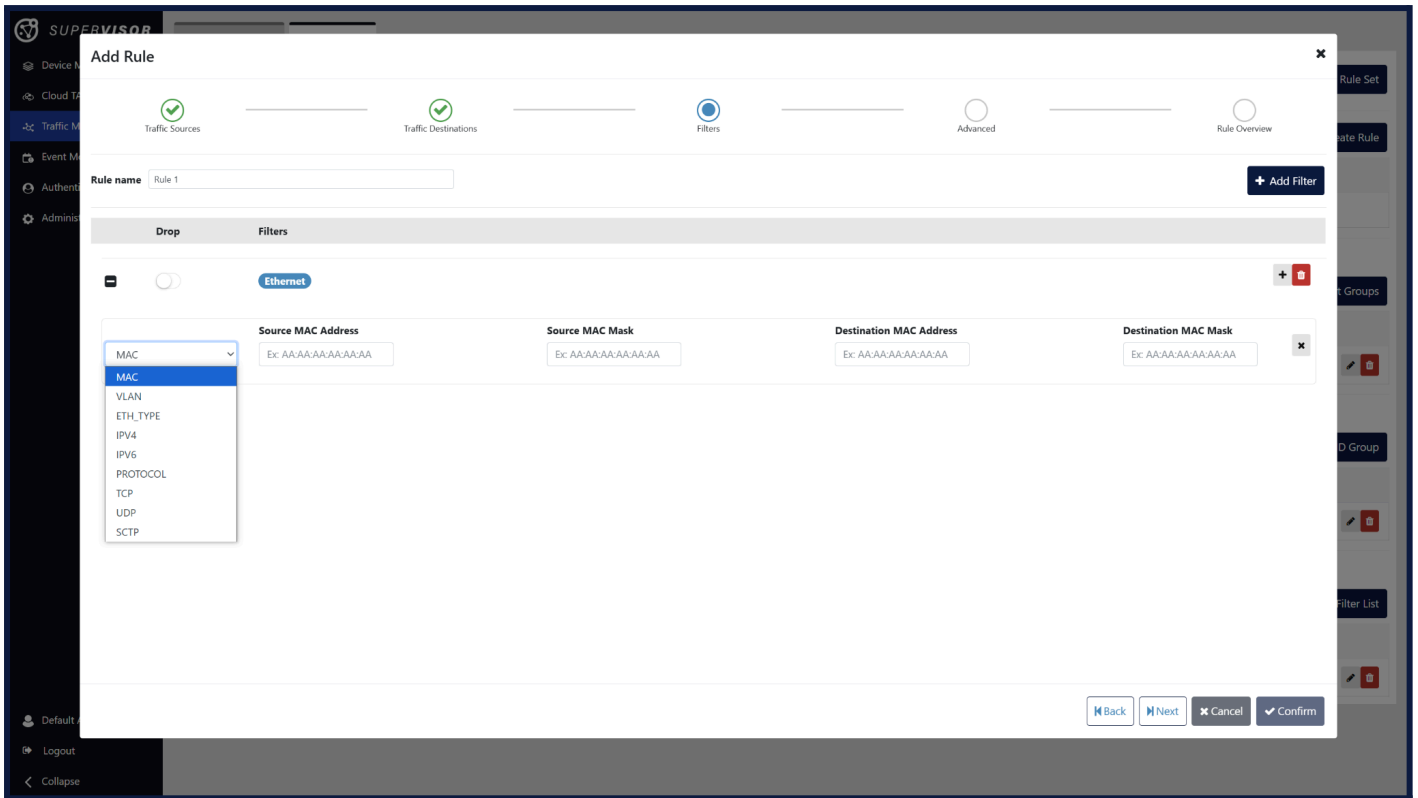 SUPERVISOR
Add Rule
Device M
Rule Set
Cloud TA
Traffic Sources
Traffic Destinations
Filters
Advanced
Rule Overview
Traffic M
eate Rule
Event Mo
Rule name Rule 1
Add Filter
Authenti
Administ
Drop Filters
Ethernet
t Groups
Source MAC Address Source MAC Mask Destination MAC Address Destination MAC Mask
MAC Ex: AA:AA:AA:AA:AA:AA Ex: AA:AA:AA:AA:AA:AA Ex: AA:AA:AA:AA:AA:AA Ex: AA:AA:AA:AA:AA:AA
MAC
VLAN
ETH_TYPE
IPV4
IPV6
D Group
PROTOCOL
TCP
UDP
SCTP
Filter List
Back Next Cancel Confirm
Default A
Logout
Collapse